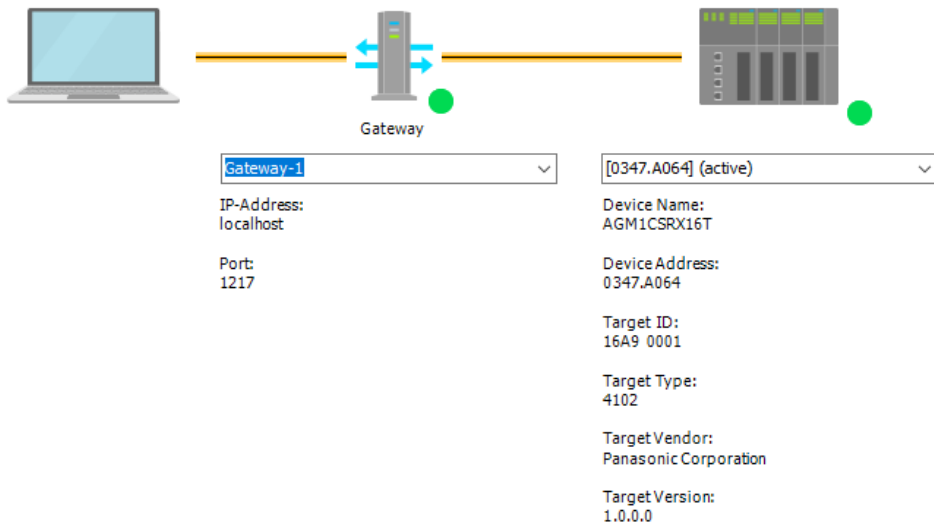 Gateway
Gateway-1
IP-Address:
localhost
Port:
1217
[0347.A064] (active)
Device Name:
AGM1CSRX16T
Device Address:
0347.A064
Target ID:
16A9 0001
Target Type:
4102
Target Vendor:
Panasonic Corporation
Target Version:
1.0.0.0